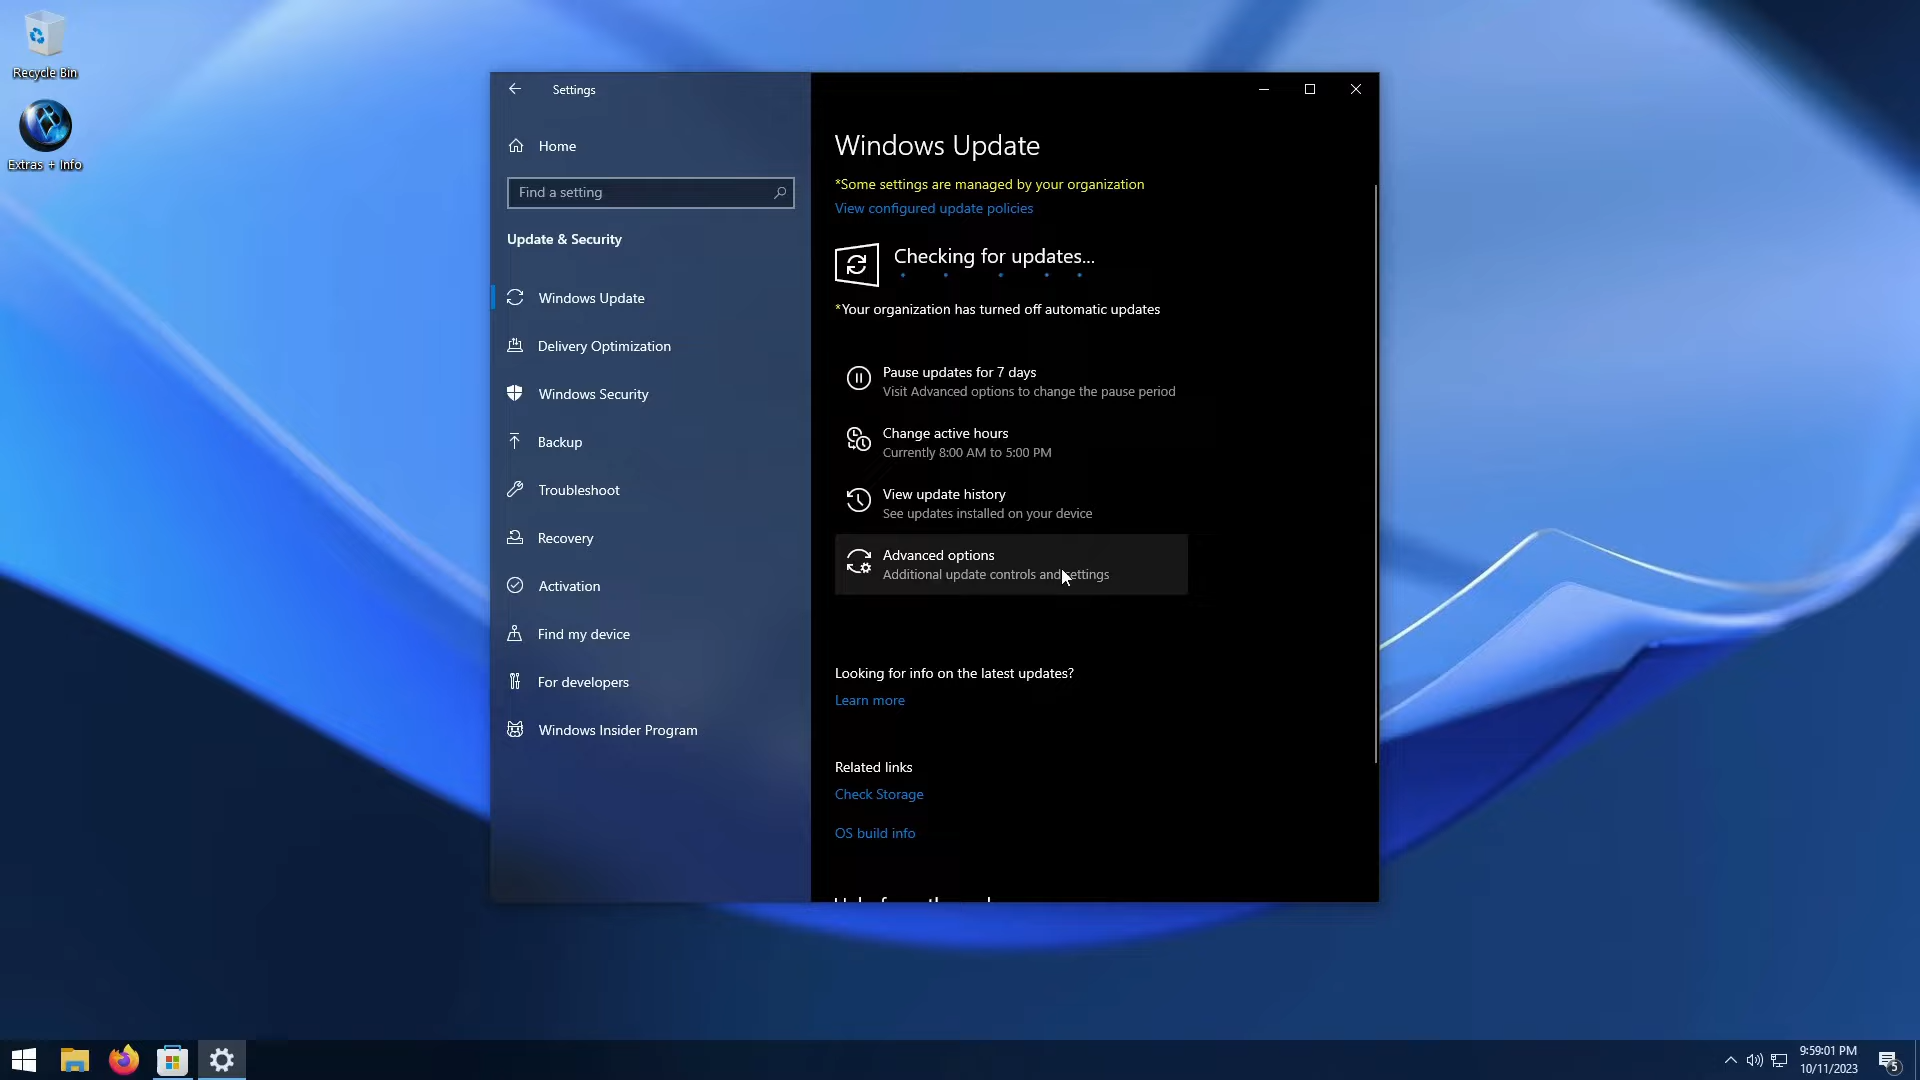 Recycle Bin
Extras + Info
Settings
Home
Find a setting
Update & Security
Windows Update
Delivery Optimization
Windows Security
Backup
Troubleshoot
Recovery
Activation
Find my device
For developers
Windows Insider Program
Windows Update
*Some settings are managed by your organization
View configured update policies
Checking for updates...
*Your organization has turned off automatic updates
Pause updates for 7 days
Visit Advanced options to change the pause period
Change active hours
Currently 8:00 AM to 5:00 PM
View update history
See updates installed on your device
Advanced options
Additional update controls and settings
Looking for info on the latest updates?
Learn more
Related links
Check Storage
OS build info
9:59:01 PM
10/11/2023
5